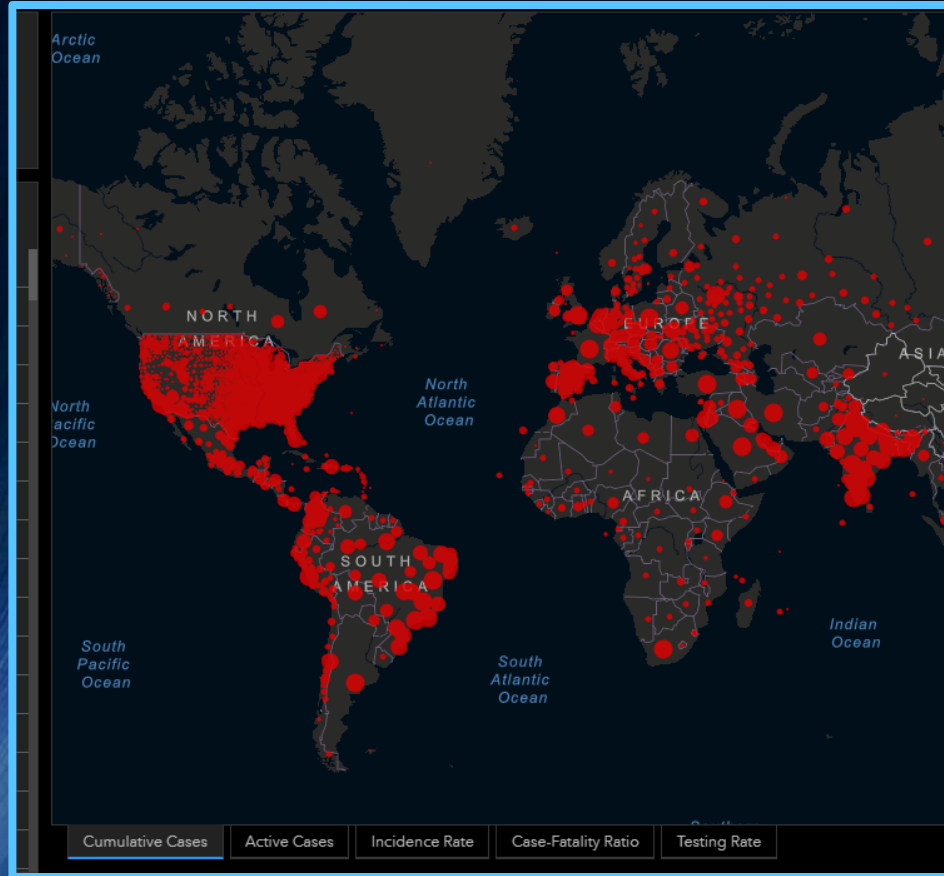 Arctic
Ocean
NORTH
AMERICA
EUROPE
ASIA
North
Atlantic
Ocean
North
acific
Ocean
AFRICA
SOUTH
AMERICA
Indian
Ocean
South
Pacific
Ocean
South
Atlantic
Ocean
Cumulative Cases
Active Cases
Incidence Rate
Case-Fatality Ratio
Testing Rate